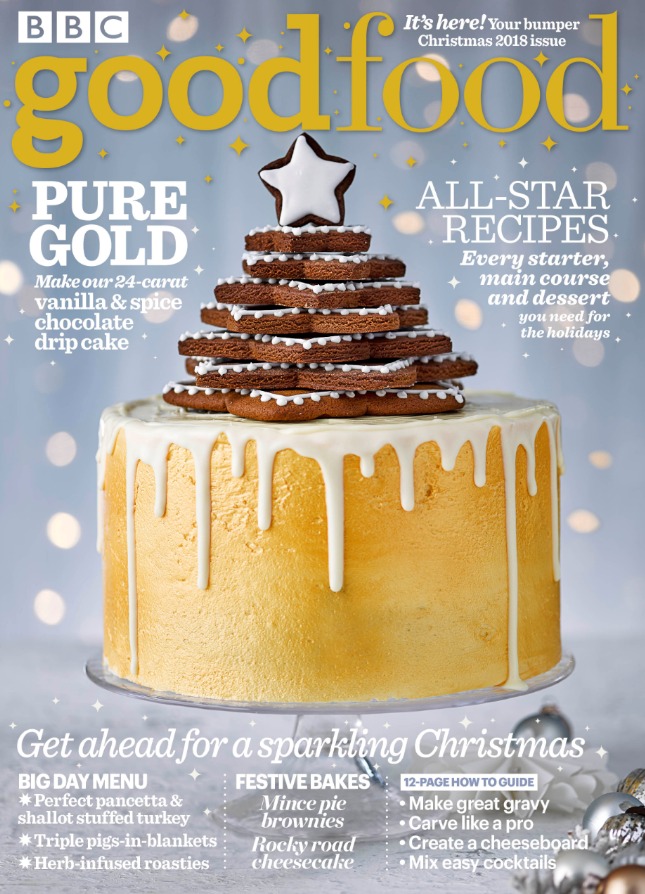 BBC
goodfood
It's here! Your bumper
Christmas 2018 issue
PURE
GOLD
Make our 24-carat
vanilla & spice
chocolate
drip cake
ALL-STAR
RECIPES
Every starter,
main course
and dessert
you need for
the holidays
Get ahead for a sparkling Christmas
BIG DAY MENU
✷ Perfect pancetta &
shallot stuffed turkey
✷ Triple pigs-in-blankets
✷ Herb-infused roasties
FESTIVE BAKES
Mince pie
brownies
Rocky road
cheesecake
12-PAGE HOW TO GUIDE
• Make great gravy
• Carve like a pro
• Create a cheeseboard
• Mix easy cocktails